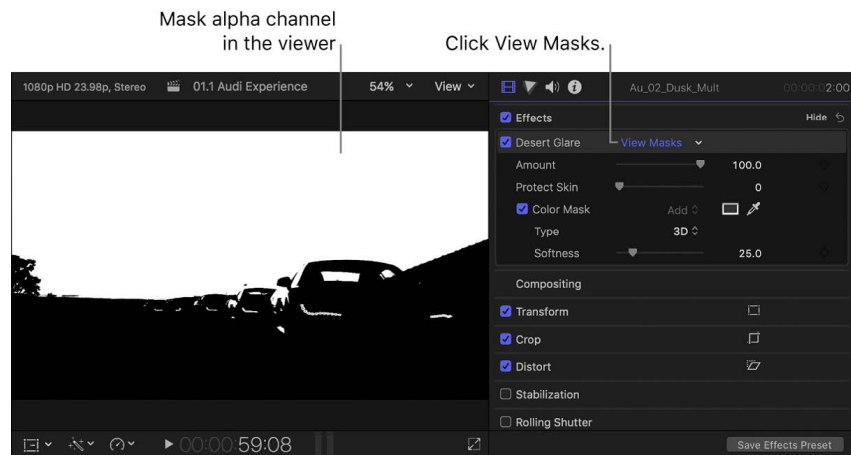 Mask alpha channel
in the viewer
Click View Masks.
1080p HD 23.98p, Stereo 01.1 Audi Experience 54% View Au_02_Dusk_Mult 00:00:02:00
Effects Hide
Desert Glare View Masks
Amount 100.0
Protect Skin 0
Color Mask Add
Type 3D
Softness 25.0
Compositing
Transform
Crop
Distort
Stabilization
Rolling Shutter
00:00:59:08 Save Effects Preset